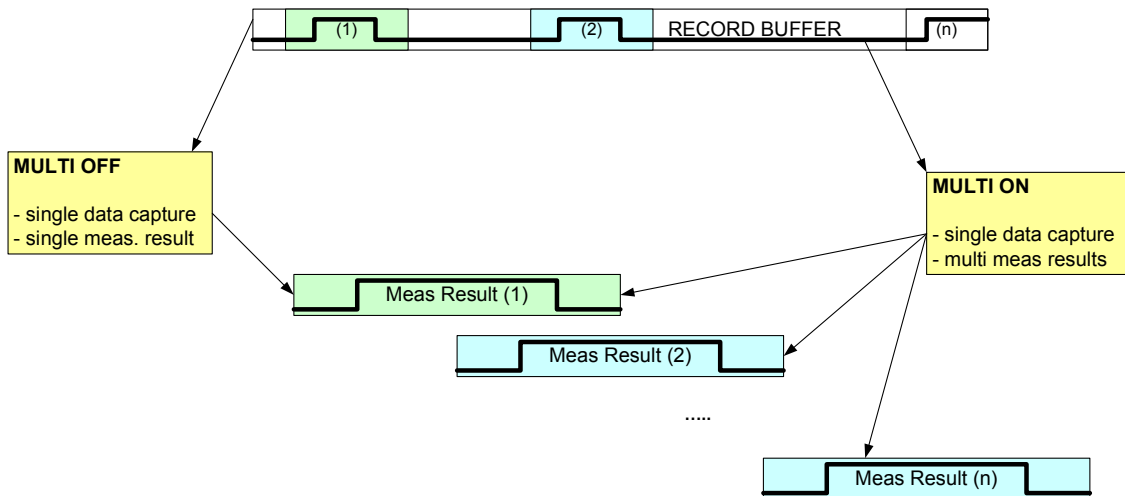 (1)
(2)
RECORD BUFFER
(n)
MULTI OFF
- single data capture
- single meas. result
MULTI ON
- single data capture
- multi meas results
Meas Result (1)
Meas Result (2)
.....
Meas Result (n)